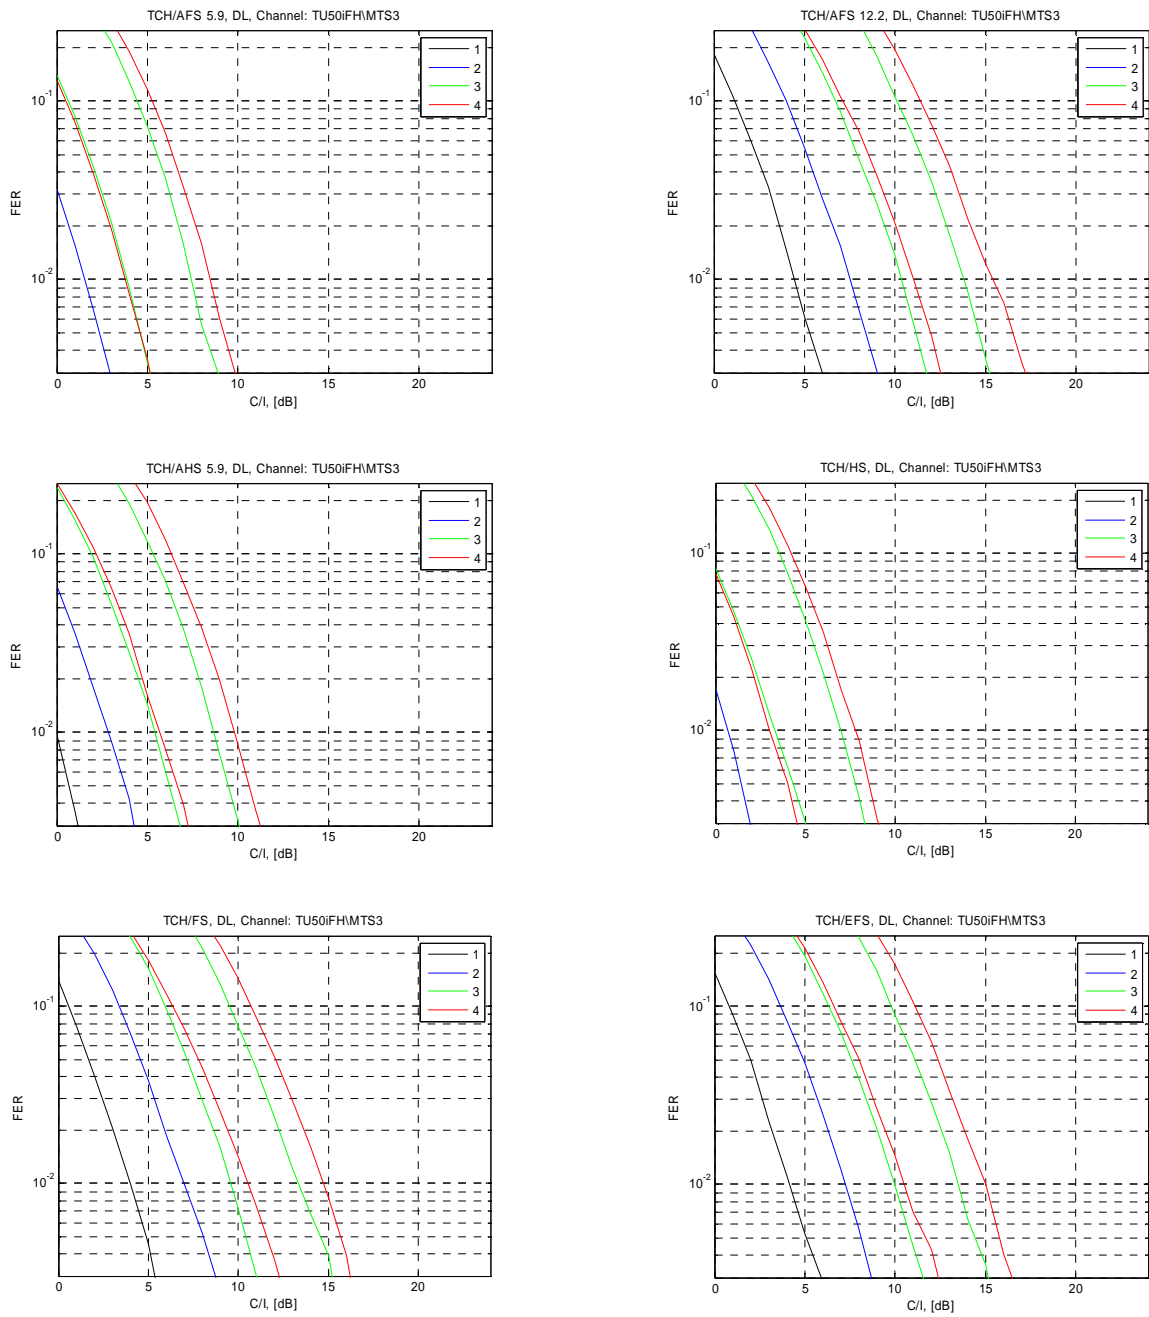 TCH/AFS 5.9, DL, Channel: TU50iFH\MTS3
1
2
3
4
10-1
10-2
FER
0 5 10 15 20
C/I, [dB]
TCH/AFS 12.2, DL, Channel: TU50iFH\MTS3
1
2
3
4
10-1
10-2
FER
0 5 10 15 20
C/I, [dB]
TCH/AHS 5.9, DL, Channel: TU50iFH\MTS3
1
2
3
4
10-1
10-2
FER
0 5 10 15 20
C/I, [dB]
TCH/HS, DL, Channel: TU50iFH\MTS3
1
2
3
4
10-1
10-2
FER
0 5 10 15 20
C/I, [dB]
TCH/FS, DL, Channel: TU50iFH\MTS3
1
2
3
4
10-1
10-2
FER
0 5 10 15 20
C/I, [dB]
TCH/EFS, DL, Channel: TU50iFH\MTS3
1
2
3
4
10-1
10-2
FER
0 5 10 15 20
C/I, [dB]